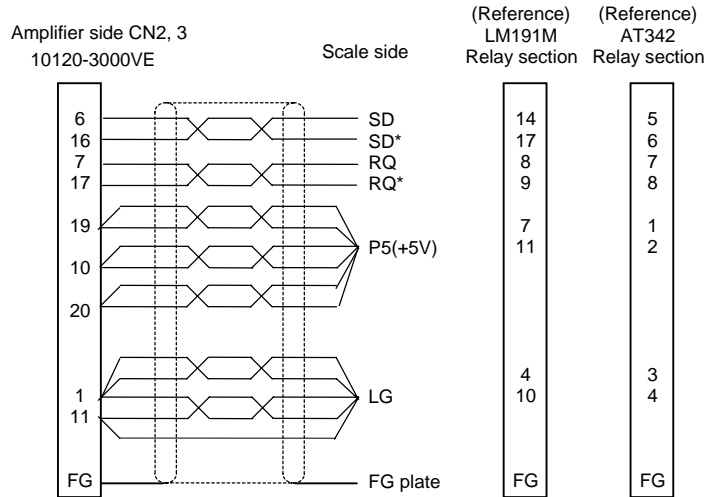 (Reference) (Reference)
Amplifier side CN2, 3 LM191M AT342
10120-3000VE Scale side Relay section Relay section
6 SD 14 5
16 SD* 17 6
7 RQ 8 7
17 RQ* 9 8
19 7 1
P5(+5V) 11 2
10
20
4 3
1 LG 10 4
11
FG FG plate FG FG